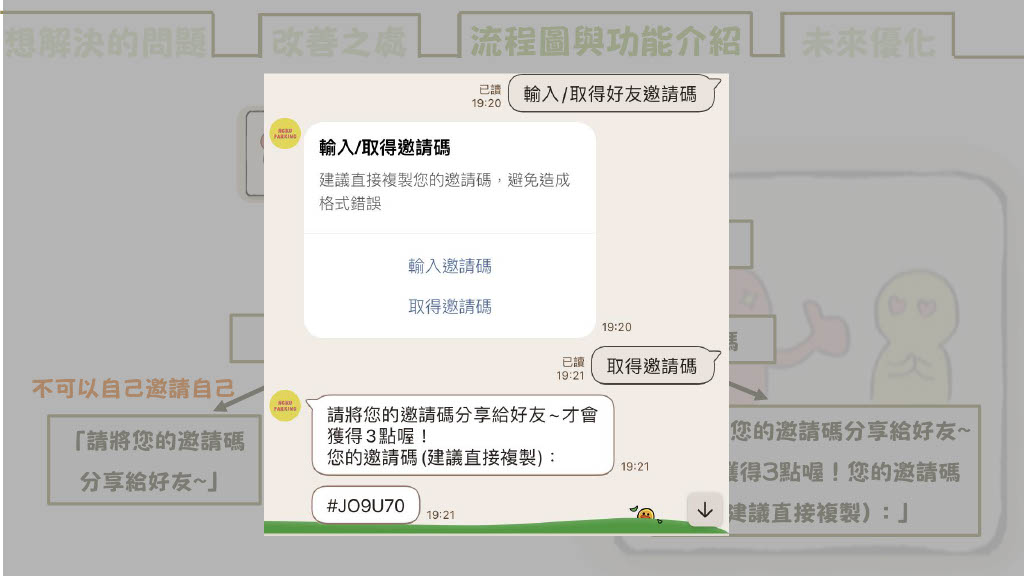 想解決的問題
改善之處
流程圖與功能介紹
未來優化
已讀
19:20
輸入/取得好友邀請碼
輸入/取得邀請碼
建議直接複製您的邀請碼，避免造成
格式錯誤
輸入邀請碼
取得邀請碼
19:20
已讀
19:21
取得邀請碼
請將您的邀請碼分享給好友~才會
獲得3點喔！
您的邀請碼(建議直接複製)：
19:21
#JO9U70
19:21
碼
不可以自己邀請自己
「請將您的邀請碼
分享給好友~」
您的邀請碼分享給好友~
獲得3點喔！您的邀請碼
建議直接複製）：」